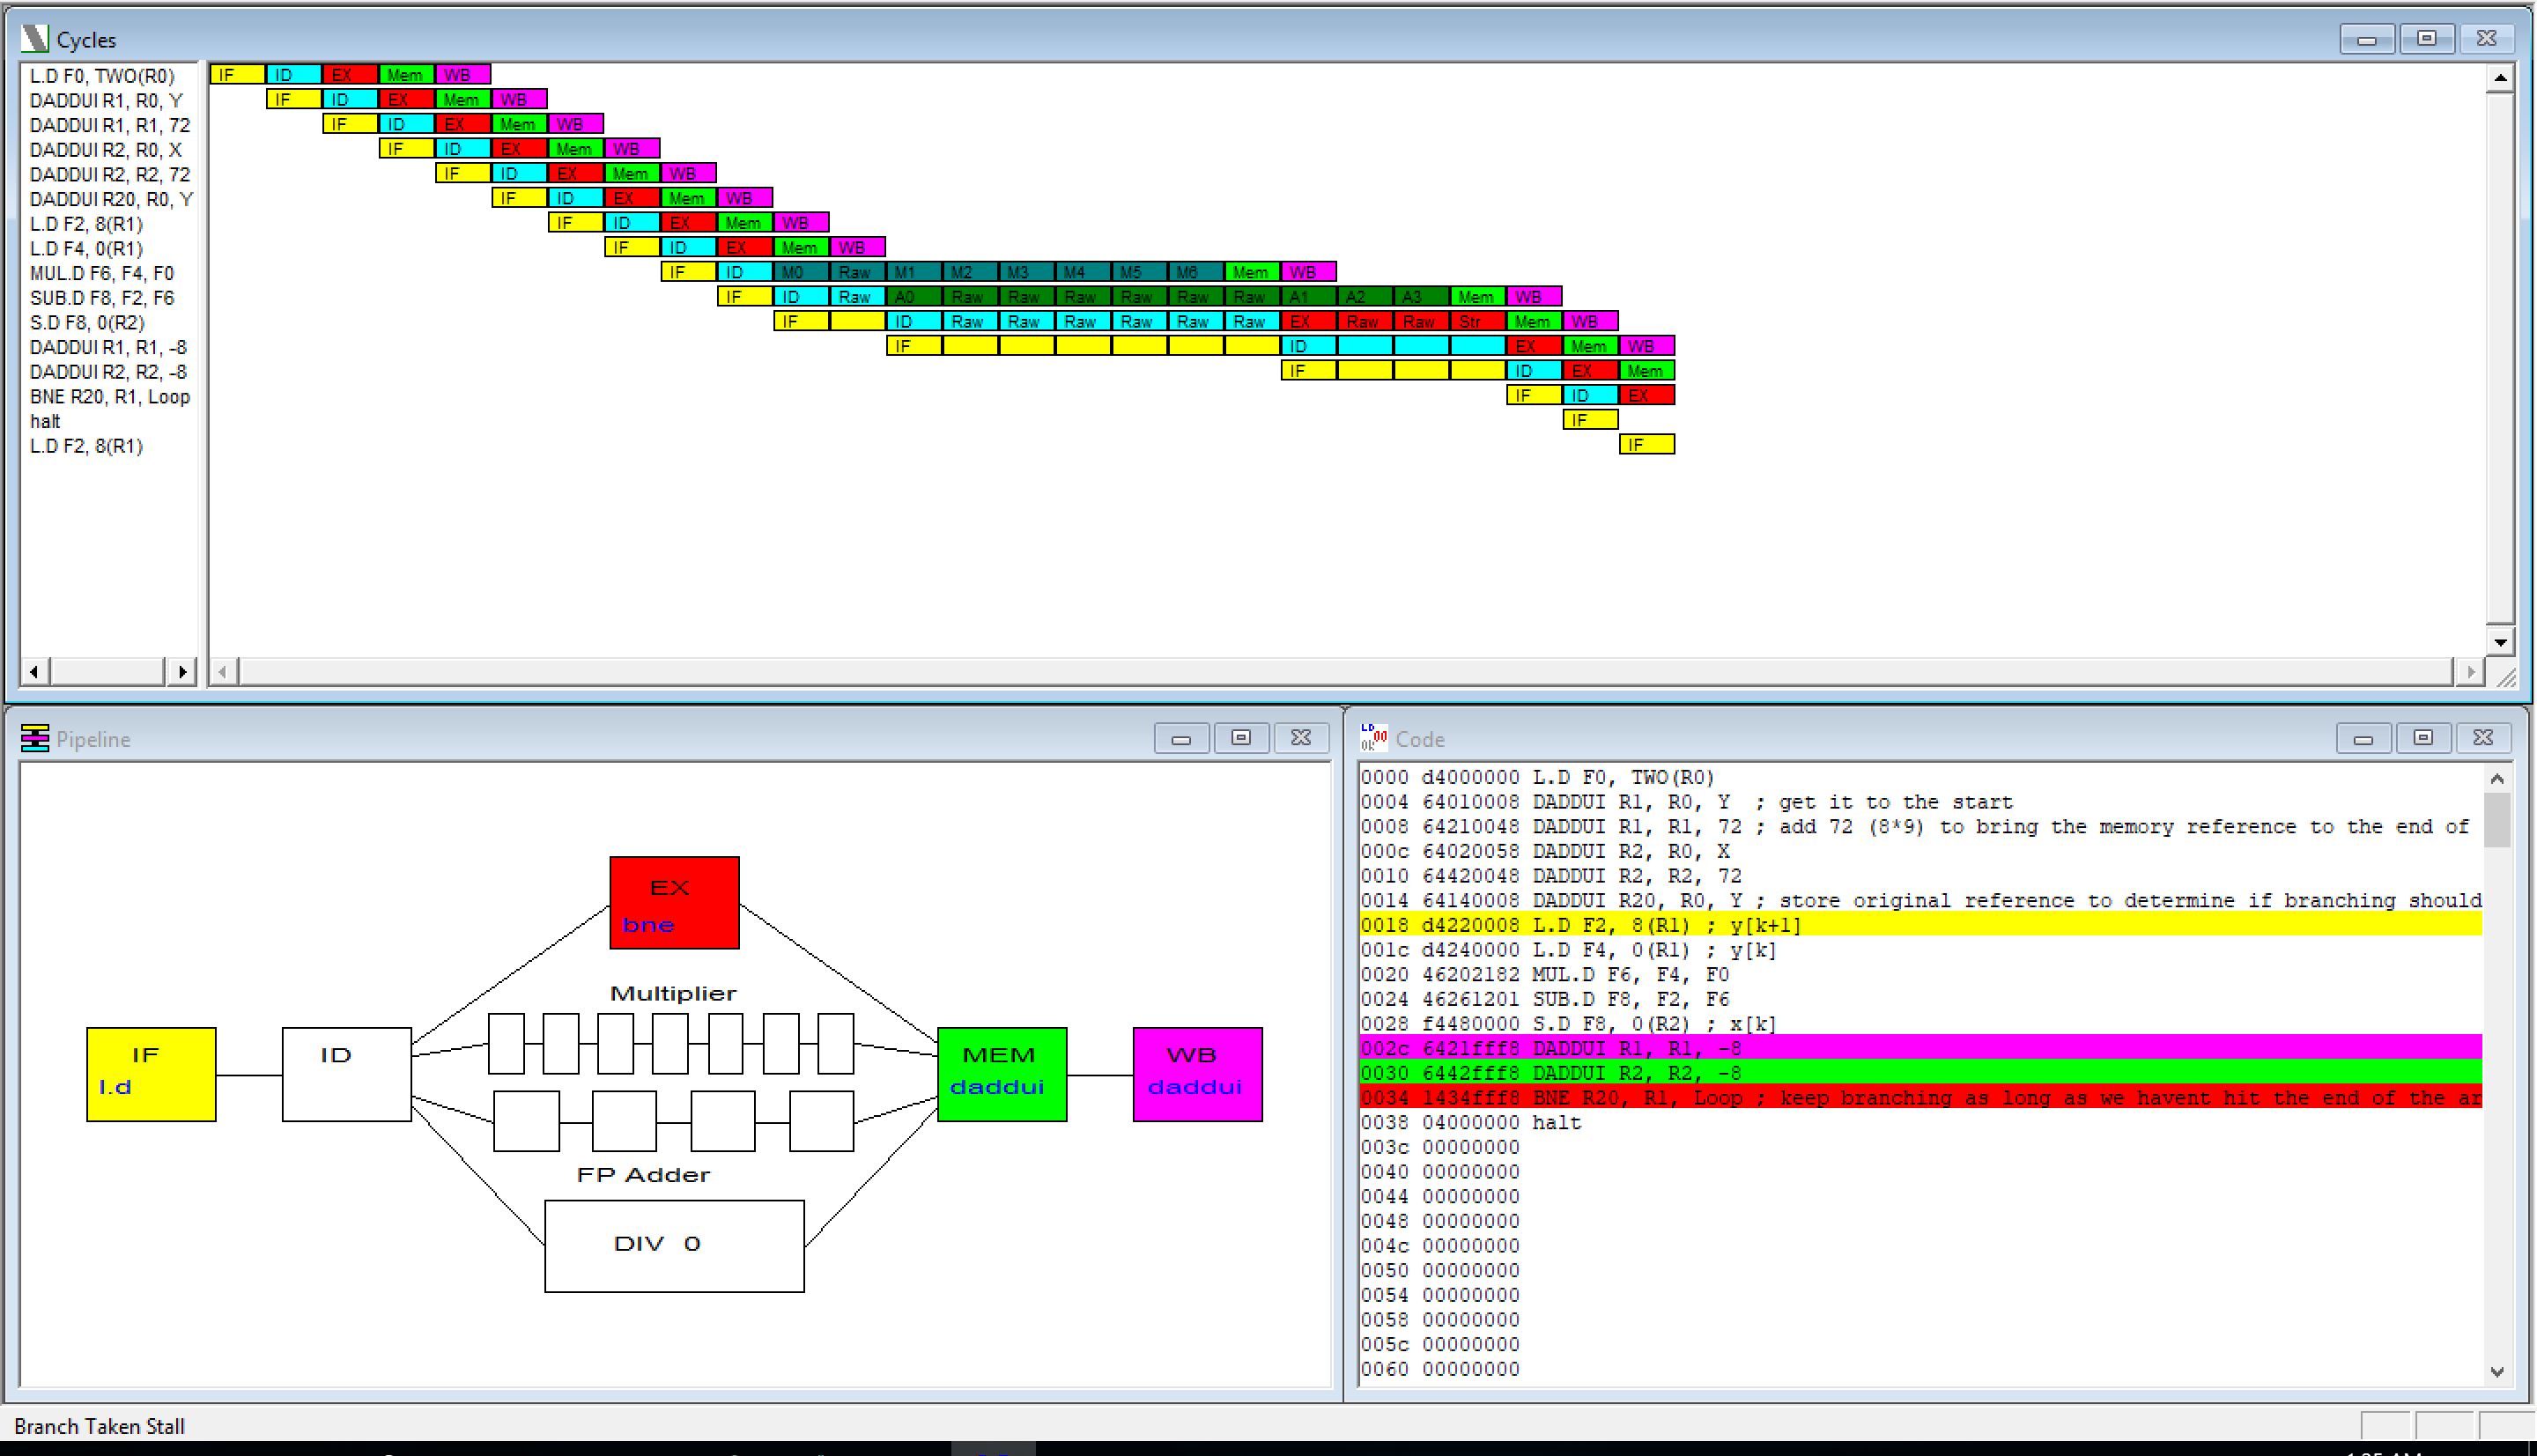 Cycles
L.D F0, TWO(R0) IF ID EX Mem WB
DADDUI R1, R0, Y IF ID EX Mem WB
DADDUI R1, R1, 72 IF ID EX Mem WB
DADDUI R2, R0, X IF ID EX Mem WB
DADDUI R2, R2, 72 IF ID EX Mem WB
DADDUI R20, R0, Y IF ID EX Mem WB
L.D F2, 8(R1) IF ID EX Mem WB
L.D F4, 0(R1) IF ID EX Mem WB
MUL.D F6, F4, F0 IF ID M0 Raw M1 M2 M3 M4 M5 M6 Mem WB
SUB.D F8, F2, F6 IF ID Raw A0 Raw Raw Raw Raw Raw Raw A1 A2 A3 Mem WB
S.D F8, 0(R2) IF ID Raw Raw Raw Raw Raw Raw EX Raw Raw Str Mem WB
DADDUI R1, R1, -8 IF ID EX Mem WB
DADDUI R2, R2, -8 IF ID EX Mem
BNE R20, R1, Loop IF ID EX
halt IF
L.D F2, 8(R1) IF
Pipeline
EX
bne
Multiplier
IF
l.d
ID
MEM
daddui
WB
daddui
FP Adder
DIV 0
Code
0000 d4000000 L.D F0, TWO(R0)
0004 64010008 DADDUI R1, R0, Y ; get it to the start
0008 64210048 DADDUI R1, R1, 72 ; add 72 (8*9) to bring the memory reference to the end of
000c 64020058 DADDUI R2, R0, X
0010 64420048 DADDUI R2, R2, 72
0014 64140008 DADDUI R20, R0, Y ; store original reference to determine if branching should
0018 d4220008 L.D F2, 8(R1) ; y[k+1]
001c d4240000 L.D F4, 0(R1) ; y[k]
0020 46202182 MUL.D F6, F4, F0
0024 46261201 SUB.D F8, F2, F6
0028 f4480000 S.D F8, 0(R2) ; x[k]
002c 6421fff8 DADDUI R1, R1, -8
0030 6442fff8 DADDUI R2, R2, -8
0034 1434fff8 BNE R20, R1, Loop ; keep branching as long as we havent hit the end of the ar
0038 04000000 halt
003c 00000000
0040 00000000
0044 00000000
0048 00000000
004c 00000000
0050 00000000
0054 00000000
0058 00000000
005c 00000000
0060 00000000
Branch Taken Stall